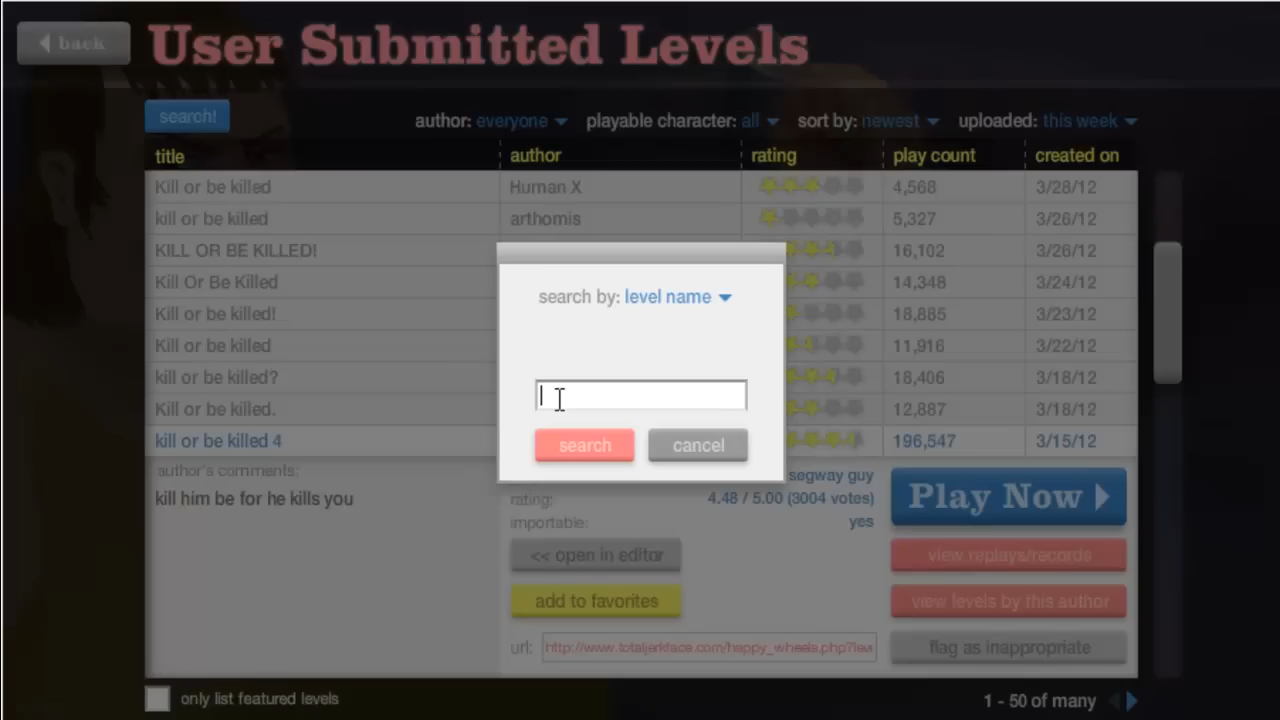 back
User Submitted Levels
search!
author: everyone
playable character: all
sort by: newest
uploaded: this week
title author rating play count created on
Kill or be killed Human X 4,568 3/28/12
kill or be killed arthomis 5,327 3/26/12
KILL OR BE KILLED! 16,102 3/26/12
Kill Or Be Killed 14,348 3/24/12
Kill or be killed! 18,885 3/23/12
Kill or be killed 11,916 3/22/12
kill or be killed? 18,406 3/18/12
Kill or be killed. 12,887 3/18/12
kill or be killed 4 196,547 3/15/12
search by: level name
search
cancel
author's comments:
kill him be for he kills you
segway guy
rating: 4.48 / 5.00 (3004 votes)
importable: yes
<< open in editor
add to favorites
url: http://www.totaljerkface.com/happy_wheels.php?lev
Play Now
view replays/records
view levels by this author
flag as inappropriate
only list featured levels
1 - 50 of many